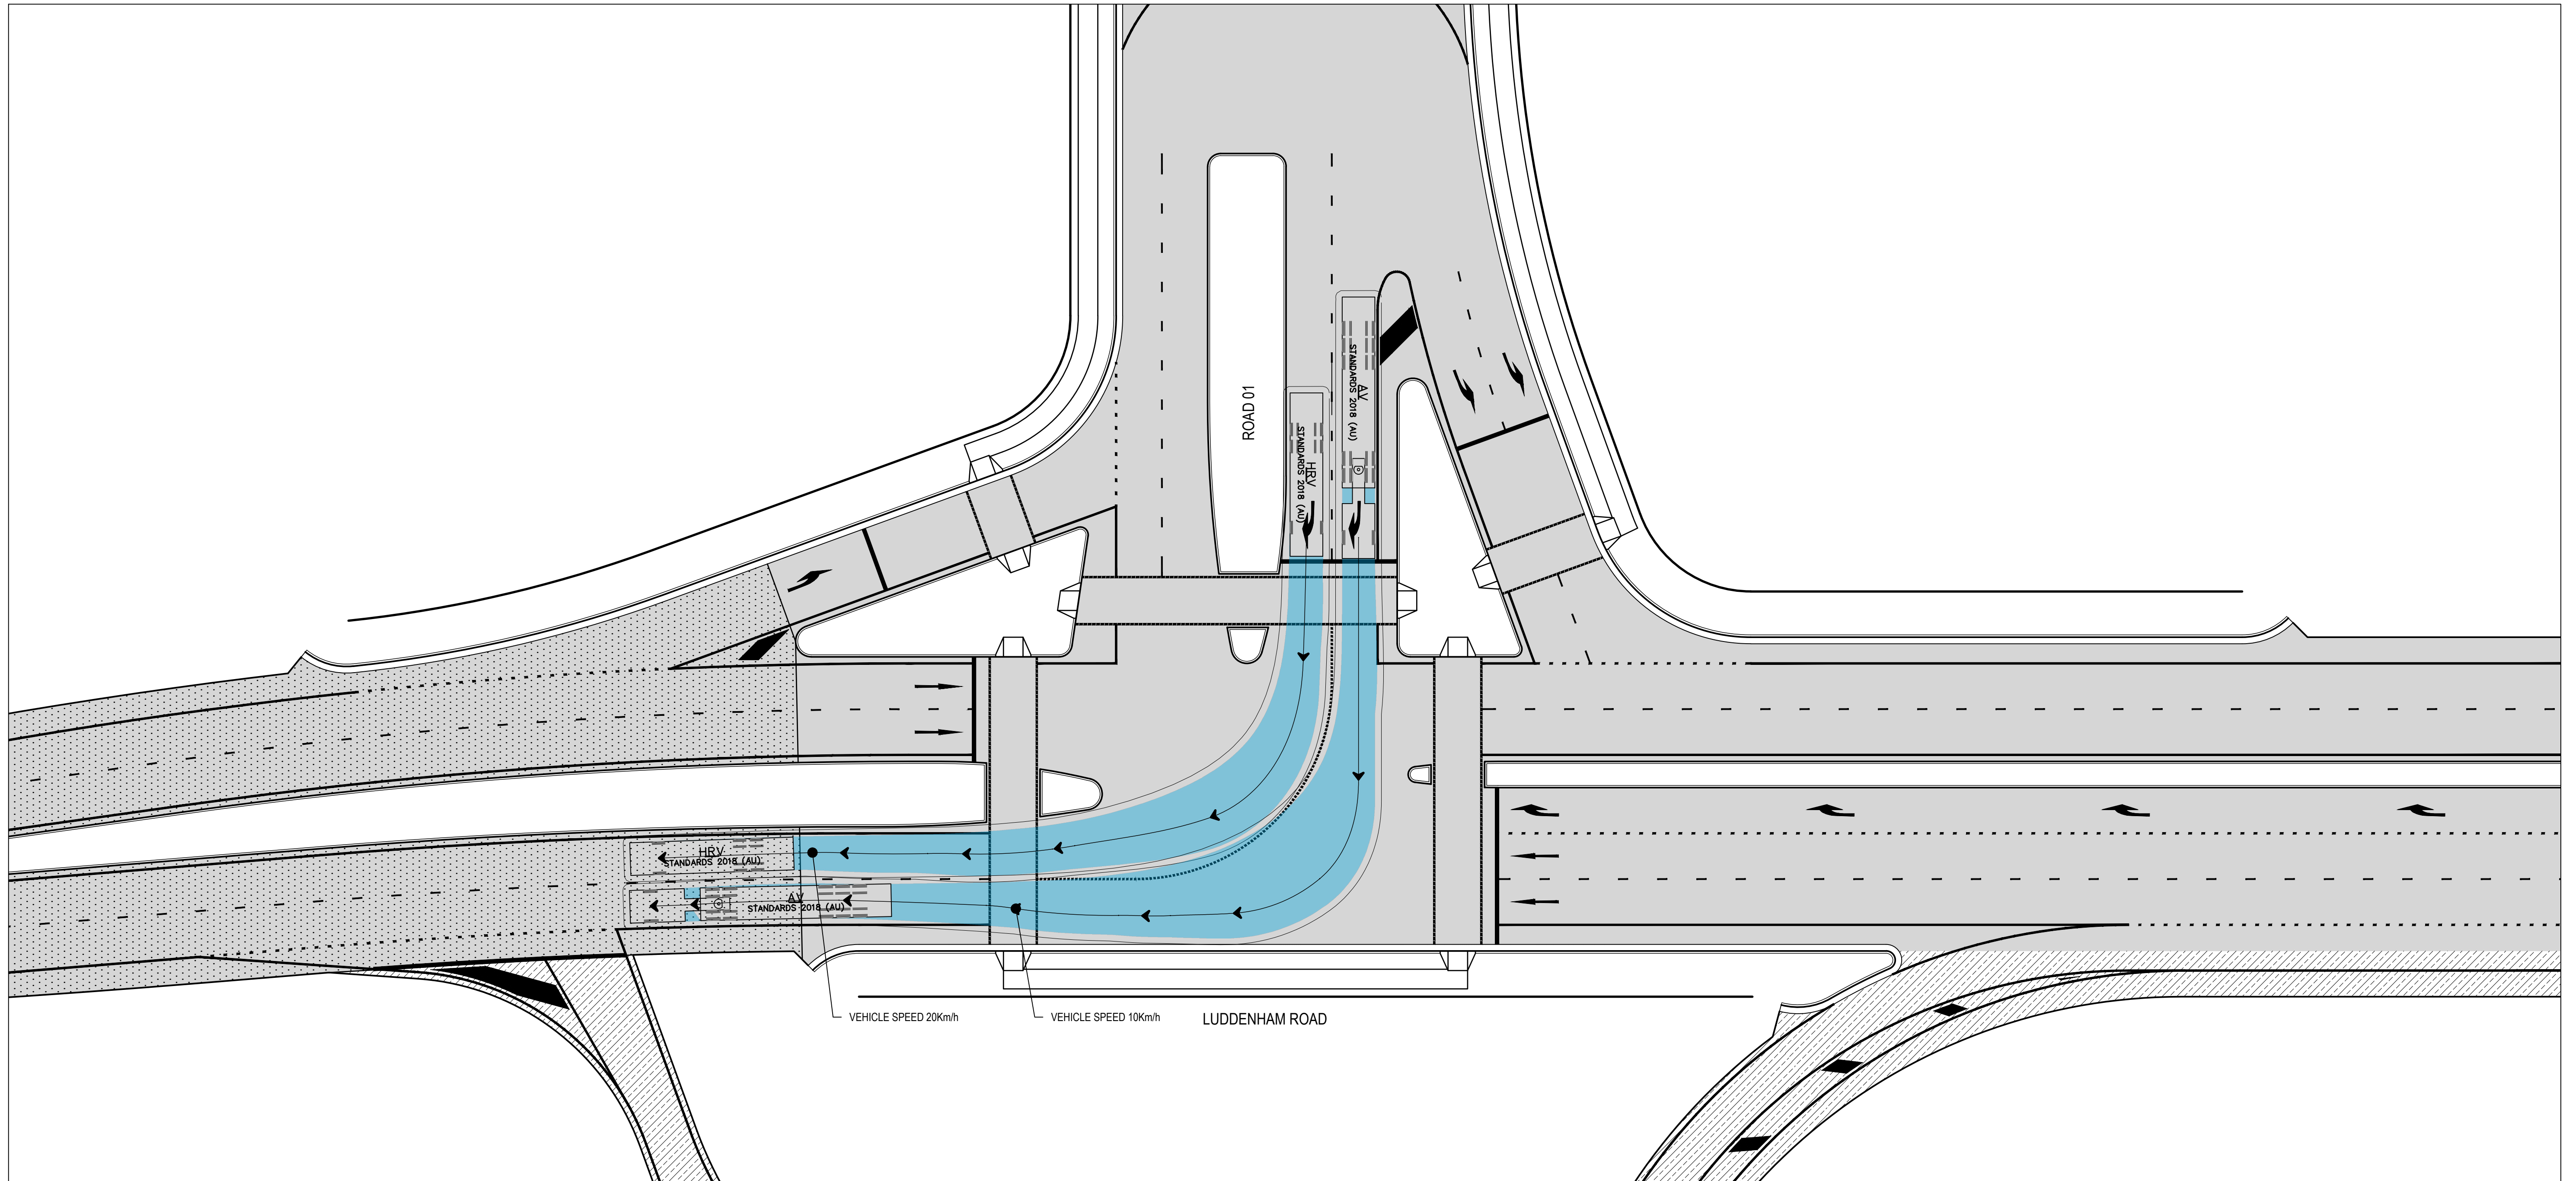 ROAD 01
AV
STANDARDS 2018 (AU)
HRV
STANDARDS 2018 (AU)
HRV
STANDARDS 2018 (AU)
AV
STANDARDS 2018 (AU)
VEHICLE SPEED 20Km/h
VEHICLE SPEED 10Km/h
LUDDENHAM ROAD